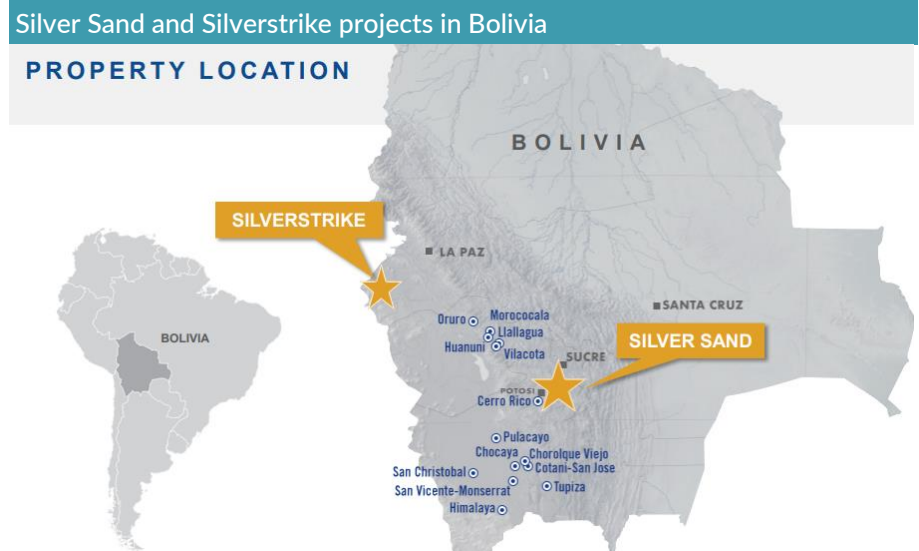 Silver Sand and Silverstrike projects in Bolivia
PROPERTY LOCATION
BOLIVIA
SILVERSTRIKE
LA PAZ
BOLIVIA
SANTA CRUZ
Oruro
Morococala
Llallagua
Huanuni
Vilacota
SUCRE
SILVER SAND
POTOSI
Cerro Rico
Pulacayo
Chocaya
Chorolque Viejo
San Christobal
Cotani-San Jose
San Vicente-Monserrat
Tupiza
Himalaya